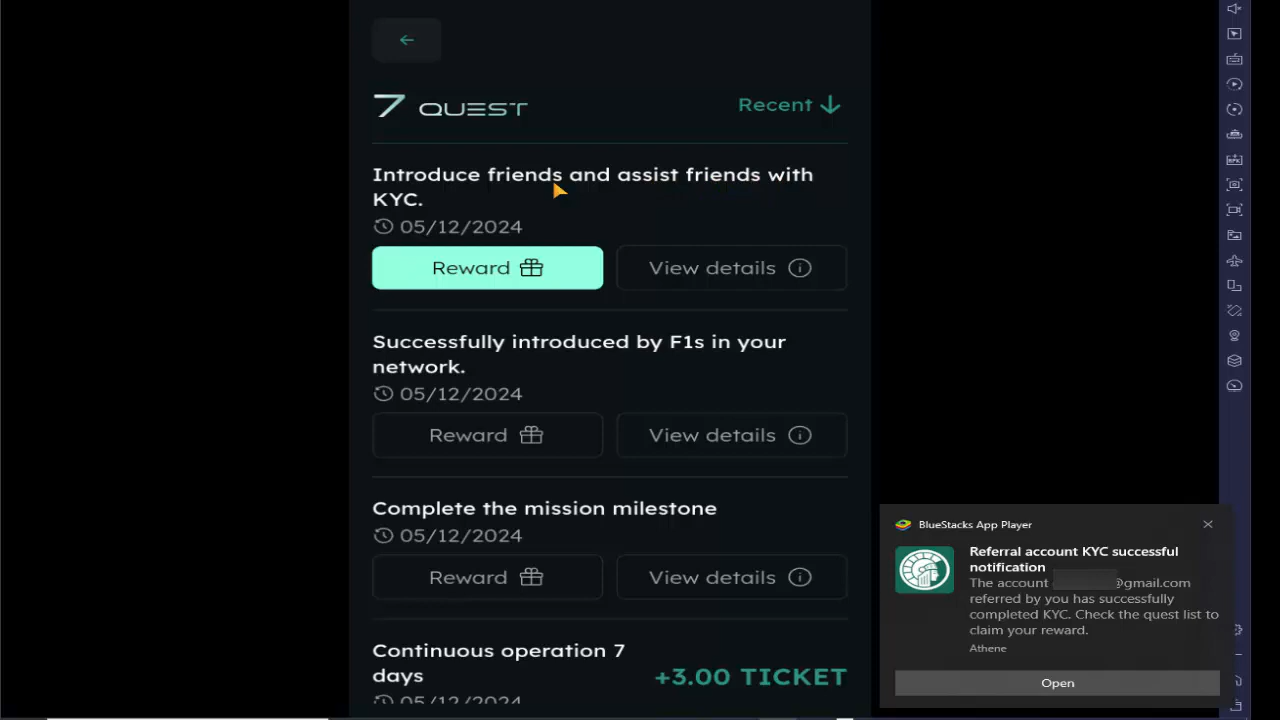 7 QUEST
Recent
Introduce friends and assist friends with
KYC.
05/12/2024
Reward
View details
Successfully introduced by F1s in your
network.
05/12/2024
Reward
View details
Complete the mission milestone
05/12/2024
Reward
View details
Continuous operation 7
days
+3.00 TICKET
05/12/2024
BlueStacks App Player
Referral account KYC successful
notification
The account @gmail.com
referred by you has successfully
completed KYC. Check the quest list to
claim your reward.
Athene
Open